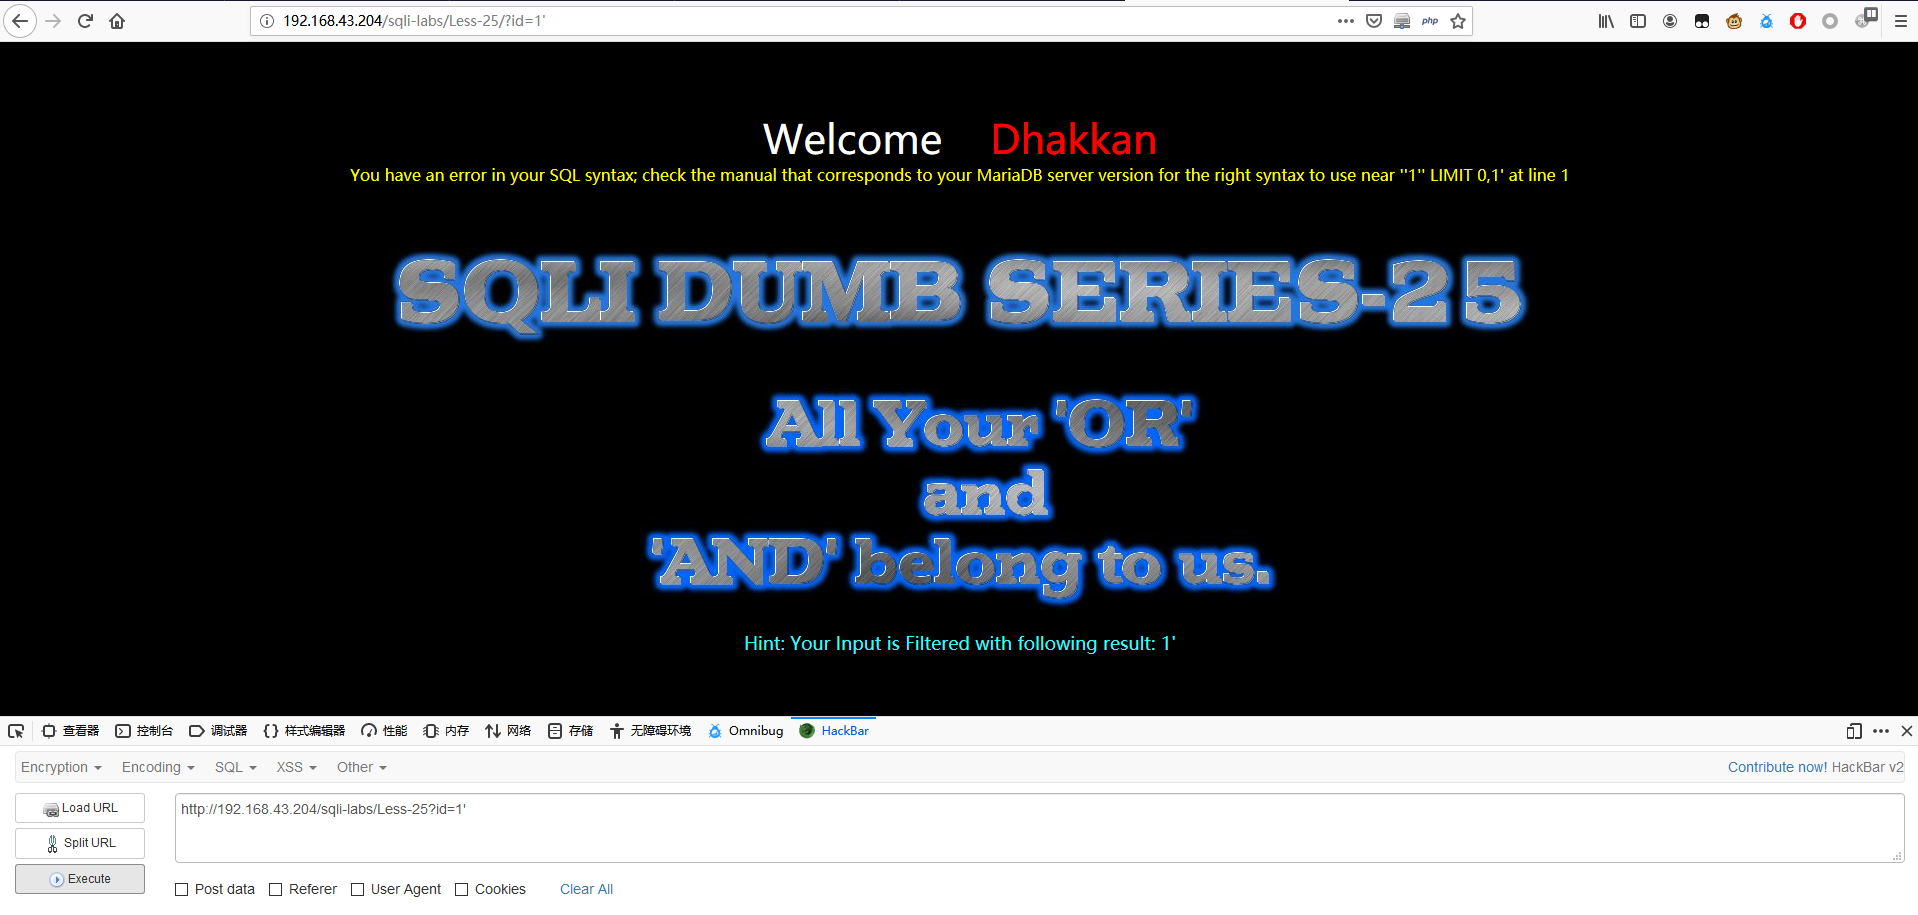 192.168.43.204/sqli-labs/Less-25/?id=1'
php
Welcome Dhakkan
You have an error in your SQL syntax; check the manual that corresponds to your MariaDB server version for the right syntax to use near ''1'' LIMIT 0,1' at line 1
SQLI DUMB SERIES-25
All Your 'OR'
and
'AND' belong to us.
Hint: Your Input is Filtered with following result: 1'
查看器 控制台 调试器 样式编辑器 性能 内存 网络 存储 无障碍环境 Omnibug HackBar
Encryption Encoding SQL XSS Other Contribute now! HackBar v2
Load URL http://192.168.43.204/sqli-labs/Less-25?id=1'
Split URL
Execute
Post data Referer User Agent Cookies Clear All